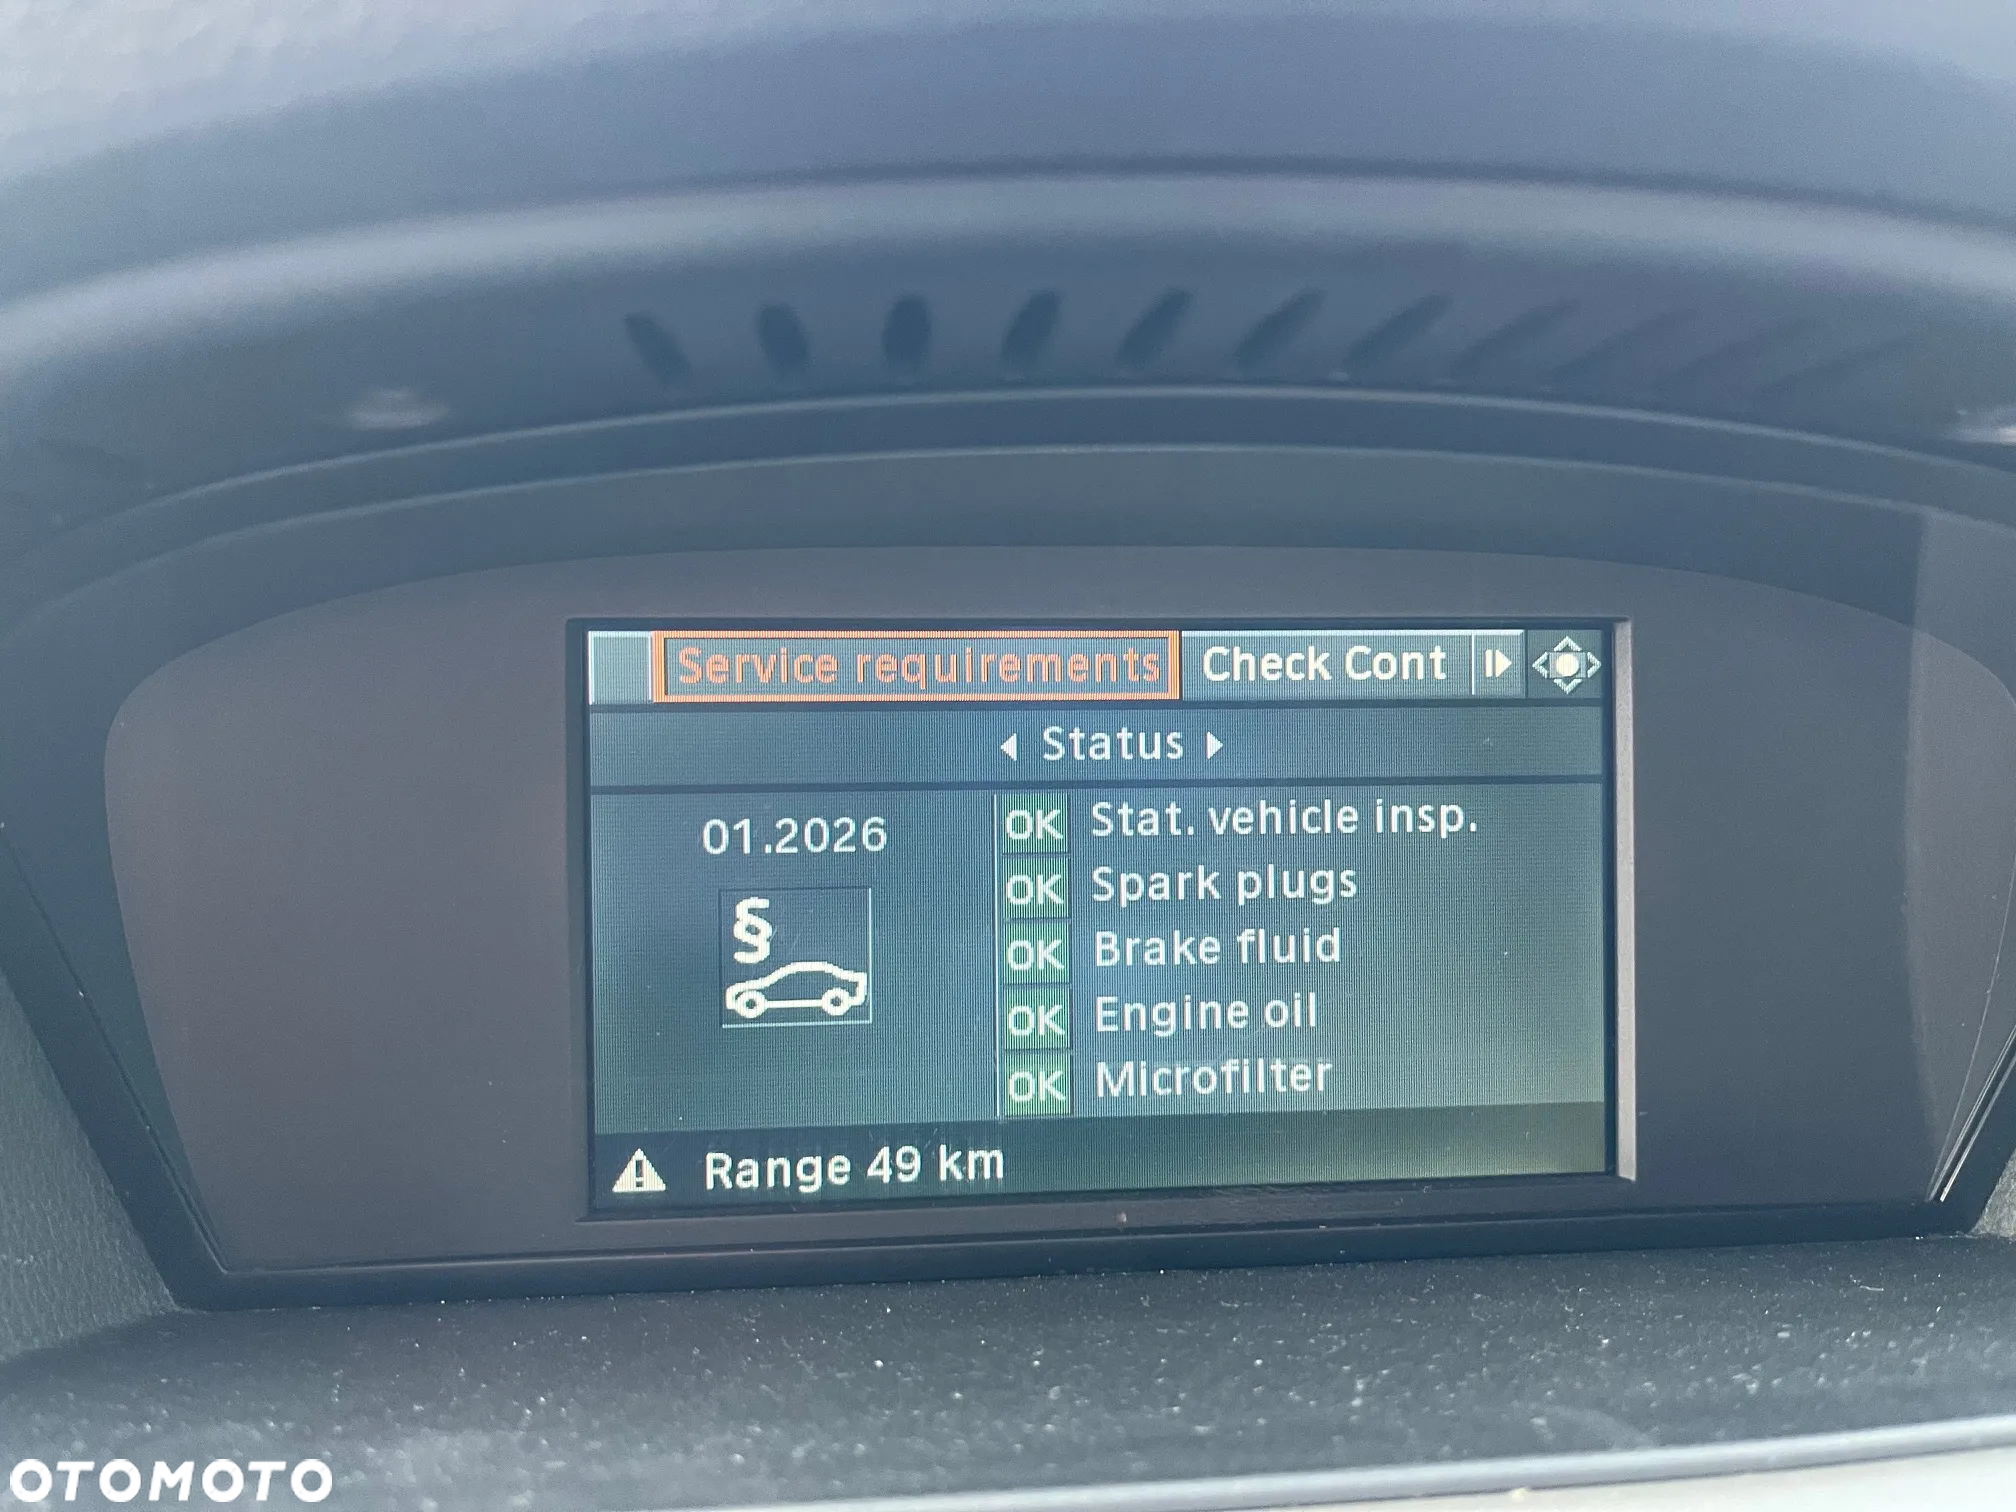 Service requirements Check Cont
Status
01.2026
OK Stat. vehicle insp.
§
OK Spark plugs
OK Brake fluid
OK Engine oil
OK Microfilter
Range 49 km
OTOMOTO